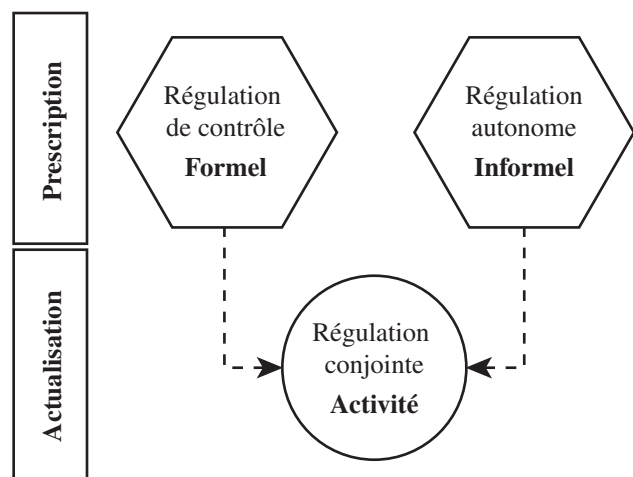 Prescription
Régulation
de contrôle
Formel
Régulation
autonome
Informel
Actualisation
Régulation
conjointe
Activité